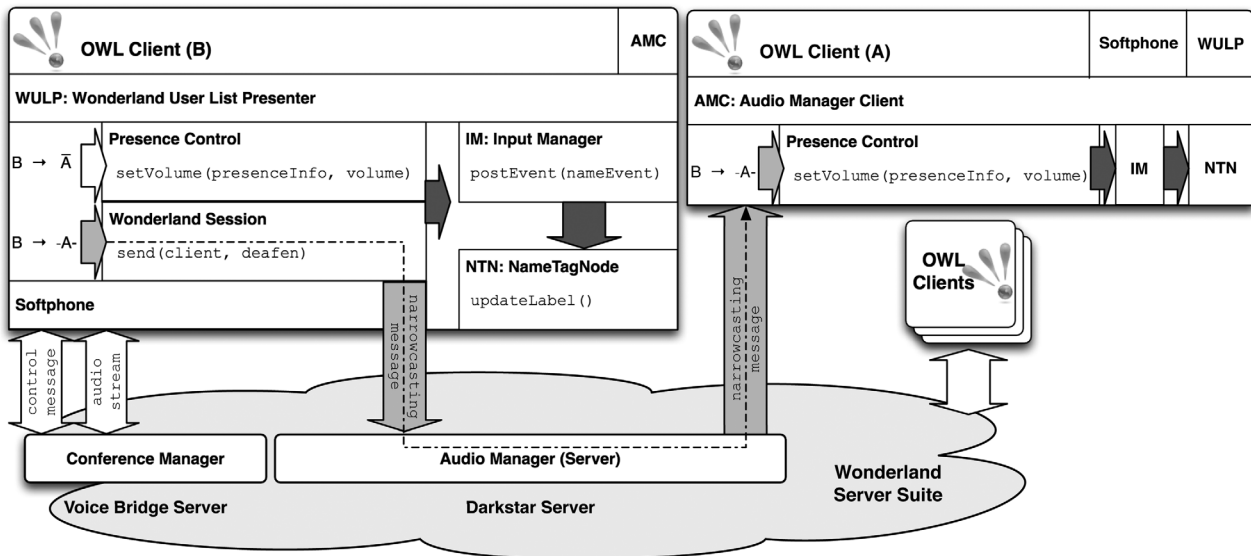 OWL Client (B)
AMC
WULP: Wonderland User List Presenter
B → A̅
Presence Control
setVolume(presenceInfo, volume)
B → -A-
Wonderland Session
send(client, deafen)
IM: Input Manager
postEvent(nameEvent)
NTN: NameTagNode
updateLabel()
Softphone
OWL Client (A)
Softphone
WULP
AMC: Audio Manager Client
B → -A-
Presence Control
setVolume(presenceInfo, volume)
IM
NTN
OWL
Clients
control
message
audio
stream
narrowcasting
message
narrowcasting
message
Conference Manager
Audio Manager (Server)
Voice Bridge Server
Darkstar Server
Wonderland
Server Suite